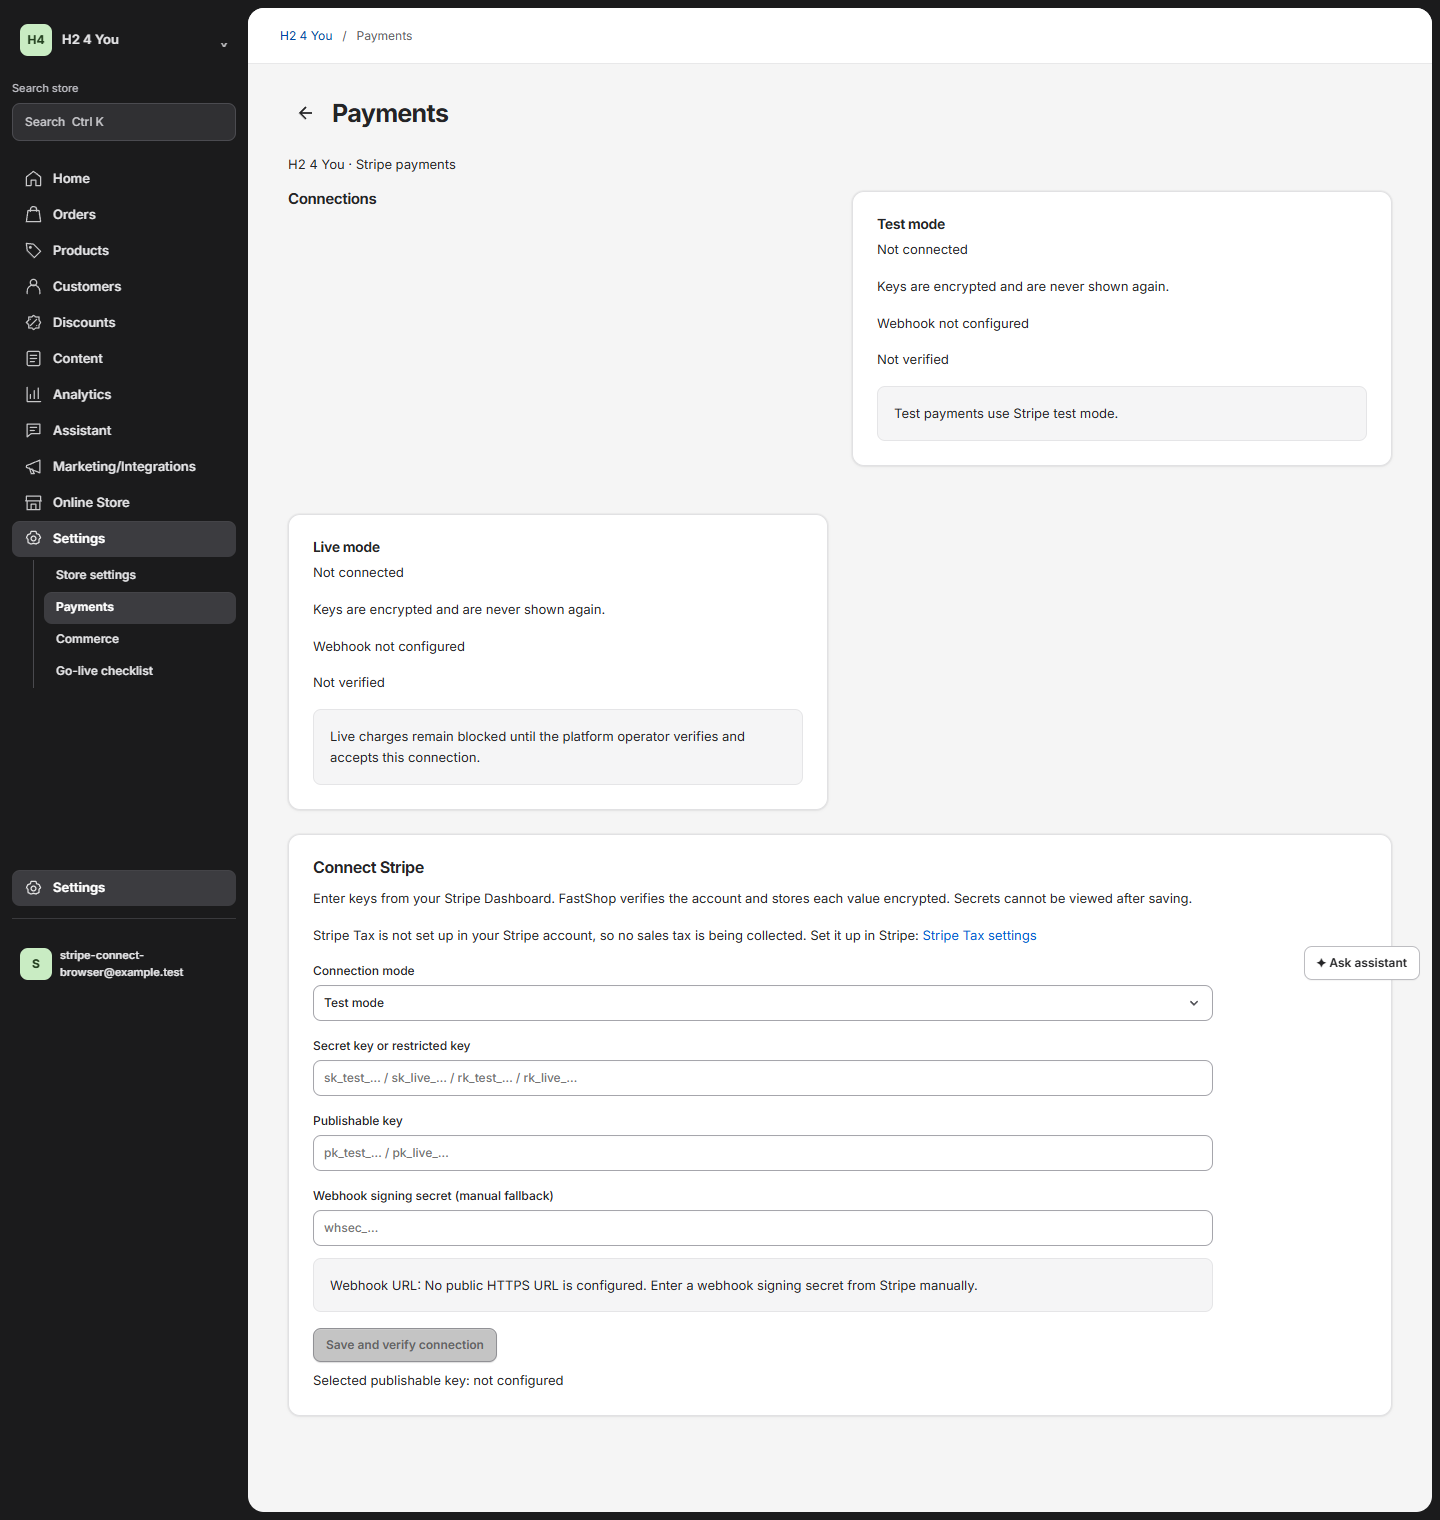 H4 H2 4 You
Search store
Search Ctrl K
Home
Orders
Products
Customers
Discounts
Content
Analytics
Assistant
Marketing/Integrations
Online Store
Settings
Store settings
Payments
Commerce
Go-live checklist
Settings
S
stripe-connect-
browser@example.test
H2 4 You / Payments
Payments
H2 4 You · Stripe payments
Connections
Test mode
Not connected
Keys are encrypted and are never shown again.
Webhook not configured
Not verified
Test payments use Stripe test mode.
Live mode
Not connected
Keys are encrypted and are never shown again.
Webhook not configured
Not verified
Live charges remain blocked until the platform operator verifies and
accepts this connection.
Connect Stripe
Enter keys from your Stripe Dashboard. FastShop verifies the account and stores each value encrypted. Secrets cannot be viewed after saving.
Stripe Tax is not set up in your Stripe account, so no sales tax is being collected. Set it up in Stripe: Stripe Tax settings
Connection mode
Test mode
Secret key or restricted key
sk_test_... / sk_live_... / rk_test_... / rk_live_...
Publishable key
pk_test_... / pk_live_...
Webhook signing secret (manual fallback)
whsec_...
Webhook URL: No public HTTPS URL is configured. Enter a webhook signing secret from Stripe manually.
Save and verify connection
Selected publishable key: not configured
✦ Ask assistant